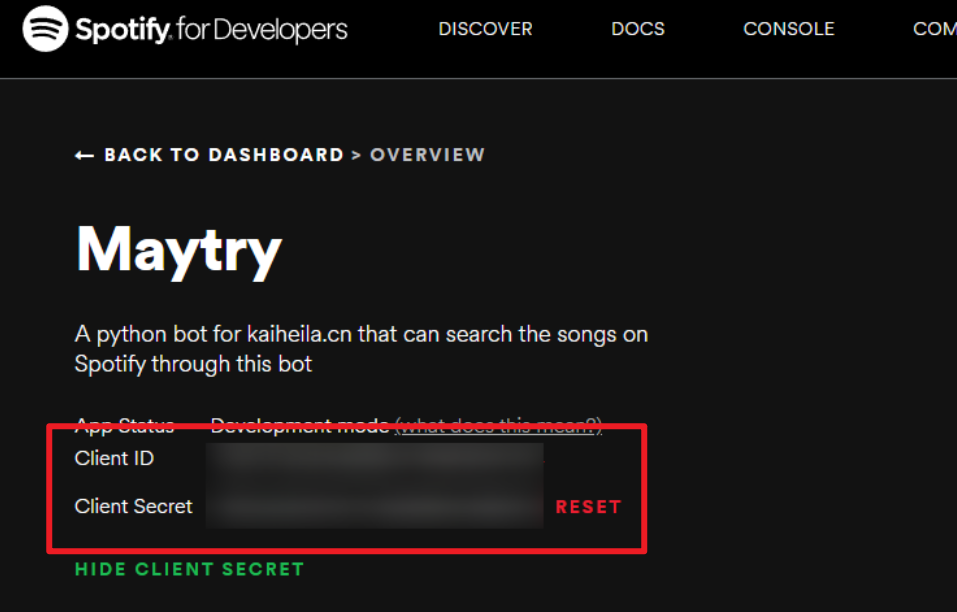 Spotify for Developers DISCOVER DOCS CONSOLE COM
← BACK TO DASHBOARD > OVERVIEW
Maytry
A python bot for kaiheila.cn that can search the songs on
Spotify through this bot
App Status Development mode (what does this mean?)
Client ID
Client Secret RESET
HIDE CLIENT SECRET